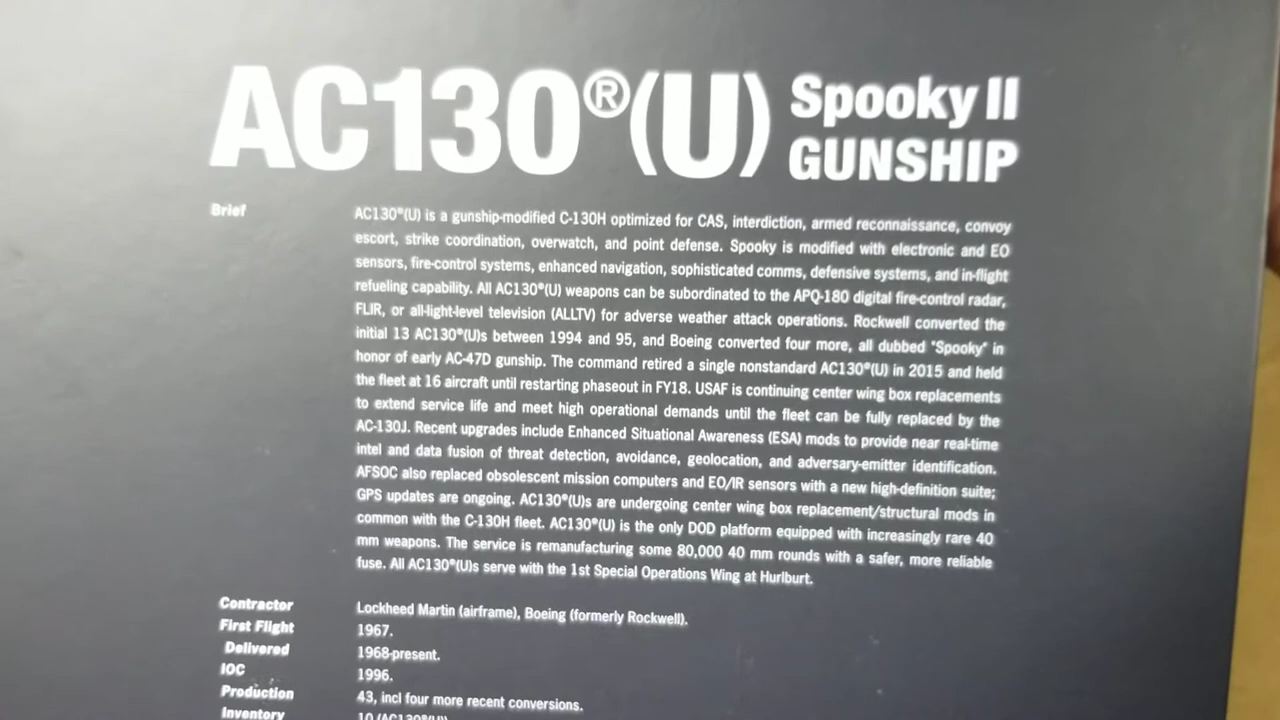 AC130®(U) Spooky II
GUNSHIP
Brief AC130®(U) is a gunship-modified C-130H optimized for CAS, interdiction, armed reconnaissance, convoy
escort, strike coordination, overwatch, and point defense. Spooky is modified with electronic and EO
sensors, fire-control systems, enhanced navigation, sophisticated comms, defensive systems, and in-flight
refueling capability. All AC130®(U) weapons can be subordinated to the APQ-180 digital fire-control radar,
FLIR, or all-light-level television (ALLTV) for adverse weather attack operations. Rockwell converted the
initial 13 AC130®(U)s between 1994 and 95, and Boeing converted four more, all dubbed "Spooky" in
honor of early AC-47D gunship. The command retired a single nonstandard AC130®(U) in 2015 and held
the fleet at 16 aircraft until restarting phaseout in FY18. USAF is continuing center wing box replacements
to extend service life and meet high operational demands until the fleet can be fully replaced by the
AC-130J. Recent upgrades include Enhanced Situational Awareness (ESA) mods to provide near real-time
intel and data fusion of threat detection, avoidance, geolocation, and adversary-emitter identification.
AFSOC also replaced obsolescent mission computers and EO/IR sensors with a new high-definition suite;
GPS updates are ongoing. AC130®(U)s are undergoing center wing box replacement/structural mods in
common with the C-130H fleet. AC130®(U) is the only DOD platform equipped with increasingly rare 40
mm weapons. The service is remanufacturing some 80,000 40 mm rounds with a safer, more reliable
fuse. All AC130®(U)s serve with the 1st Special Operations Wing at Hurlburt.
Contractor Lockheed Martin (airframe), Boeing (formerly Rockwell).
First Flight 1967.
Delivered 1968-present.
IOC 1996.
Production 43, incl four more recent conversions.
Inventory 10 (AC130®(U))